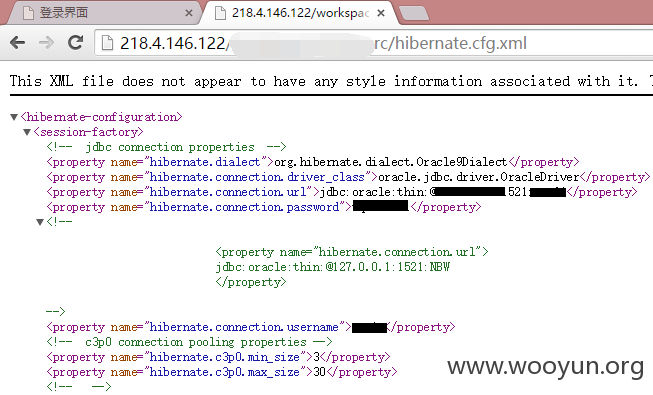 登录界面
218.4.146.122/workspac
218.4.146.122/ rc/hibernate.cfg.xml
This XML file does not appear to have any style information associated with it.
<hibernate-configuration>
<session-factory>
<!-- jdbc connection properties -->
<property name="hibernate.dialect">org.hibernate.dialect.Oracle9Dialect</property>
<property name="hibernate.connection.driver_class">oracle.jdbc.driver.OracleDriver</property>
<property name="hibernate.connection.url">jdbc:oracle:thin:@ 521: </property>
<property name="hibernate.connection.password"> </property>
<!--
<property name="hibernate.connection.url">
jdbc:oracle:thin:@127.0.0.1:1521:NBW
</property>
-->
<property name="hibernate.connection.username"> </property>
<!-- c3p0 connection pooling properties -->
<property name="hibernate.c3p0.min_size">3</property>
<property name="hibernate.c3p0.max_size">30</property>
<!-- -->
www.wooyun.org